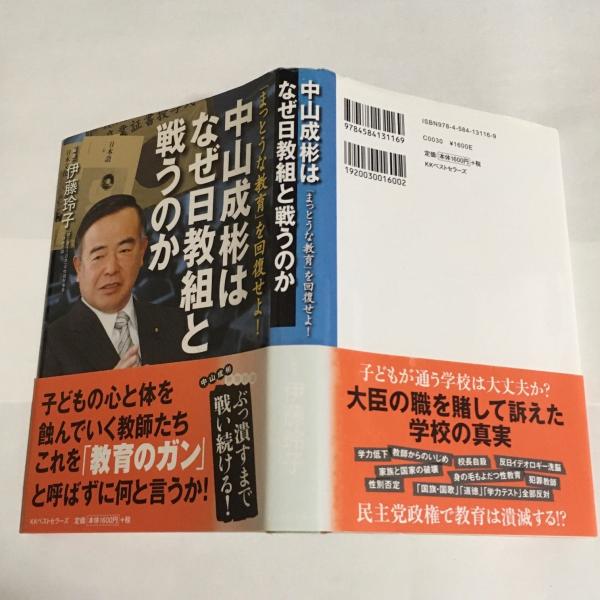 「まっとうな教育」を回復せよ!
中山成彬は
なぜ日教組と
戦うのか
伊藤玲子
日本語
子どもの心と体を
蝕んでいく教師たち
これを「教育のガン」
と呼ばずに何と言うか!
中山成彬
ぶっ潰すまで
戦い続ける!
KKベストセラーズ 定価 本体1600円 +税
中山成彬は
なぜ日教組と戦うのか
「まっとうな教育」を回復せよ!
伊藤玲子
9784584131169
1920030016002
ISBN978-4-584-13116-9
C0030 ¥1600E
定価 本体1600円 +税
KKベストセラーズ
子どもが通う学校は大丈夫か?
大臣の職を賭して訴えた
学校の真実
学力低下 教師からのいじめ 校長自殺 反日イデオロギー洗脳
家族と国家の破壊 身の毛もよだつ性教育 犯罪教師
性別否定 「国旗・国歌」「道徳」「学力テスト」全部反対
民主党政権で教育は潰滅する!?